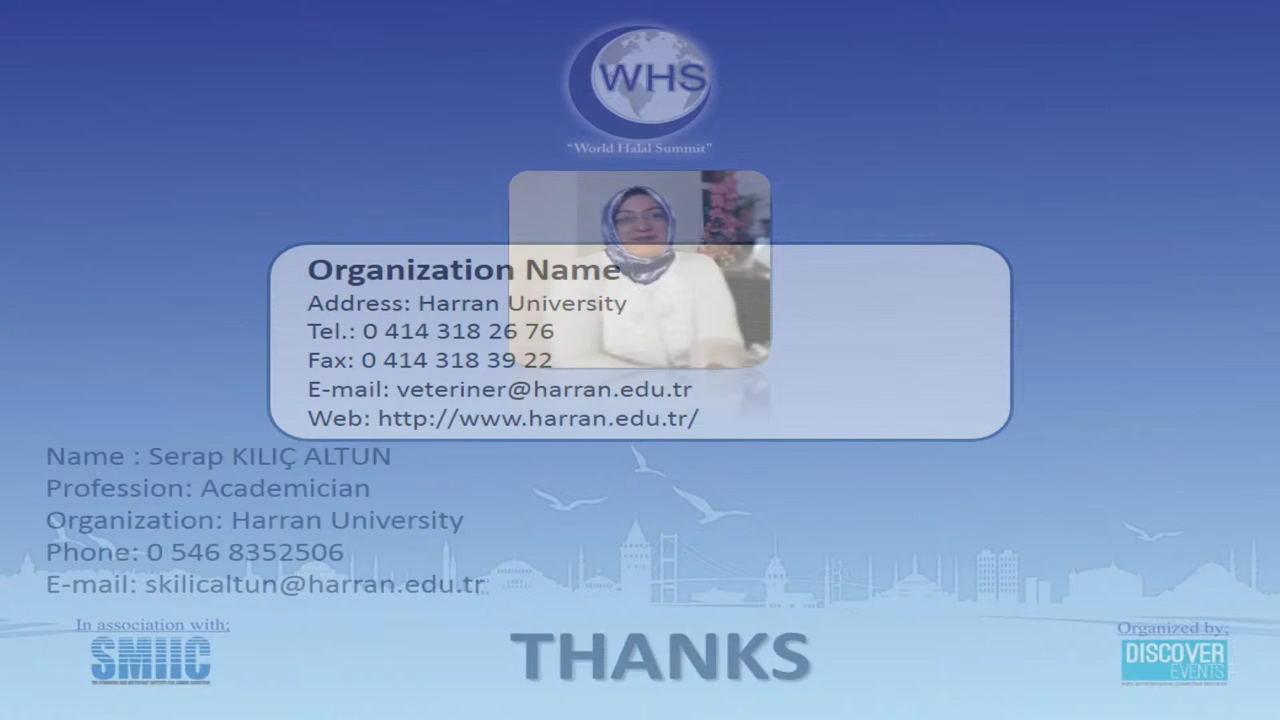 WHS
"World Halal Summit"
Organization Name
Address: Harran University
Tel.: 0 414 318 26 76
Fax: 0 414 318 39 22
E-mail: veteriner@harran.edu.tr
Web: http://www.harran.edu.tr/
Name : Serap KILIÇ ALTUN
Profession: Academician
Organization: Harran University
Phone: 0 546 8352506
E-mail: skilicaltun@harran.edu.tr
In association with;
SMIIC
THANKS
Organized by;
DISCOVER
EVENTS